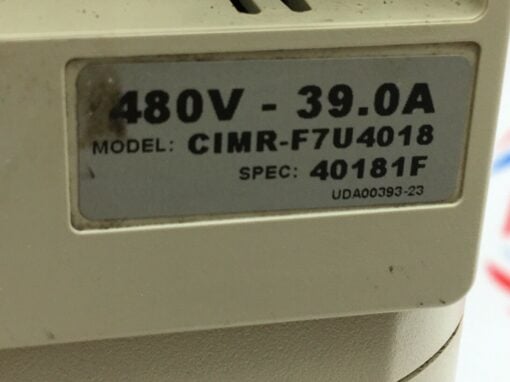 480V - 39.0A
MODEL: CIMR-F7U4018
SPEC: 40181F
UDA00393-23